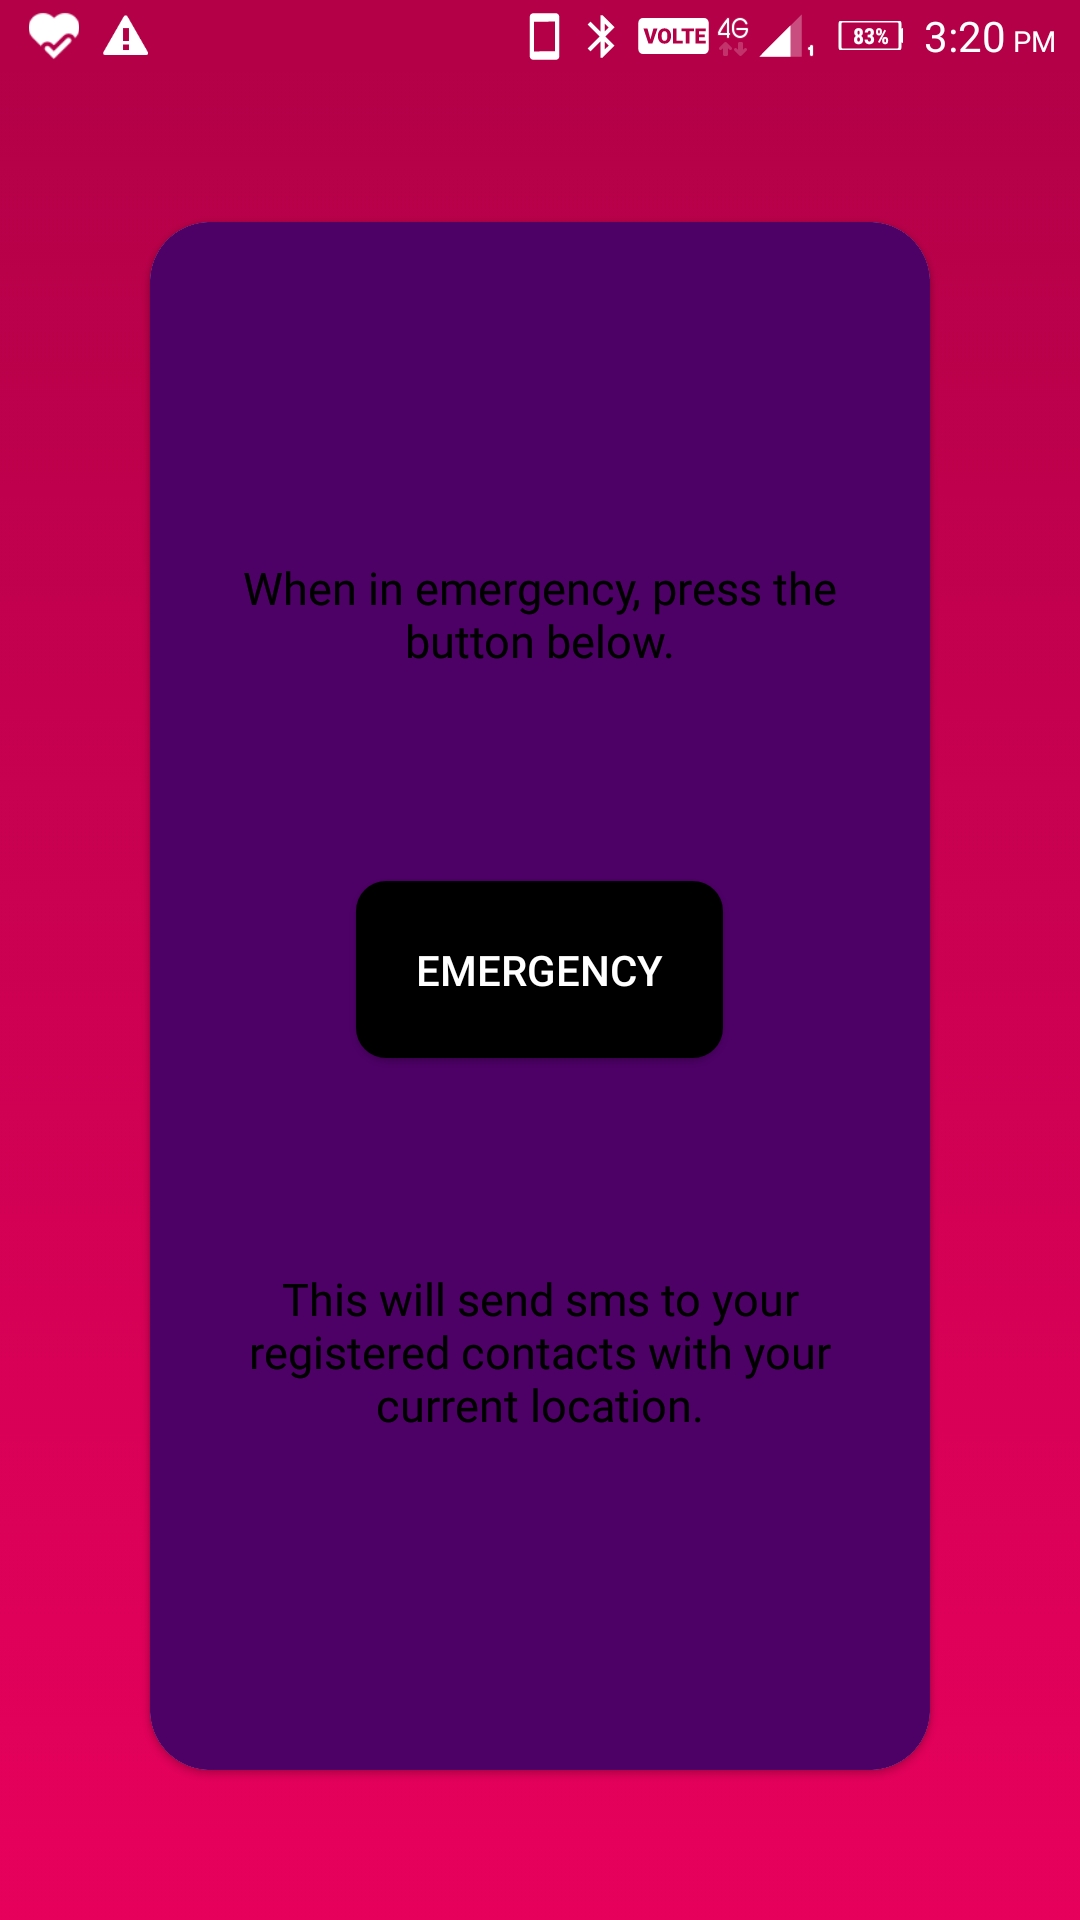 VOLTE 4G 1 83% 3:20 PM
When in emergency, press the
button below.
EMERGENCY
This will send sms to your
registered contacts with your
current location.